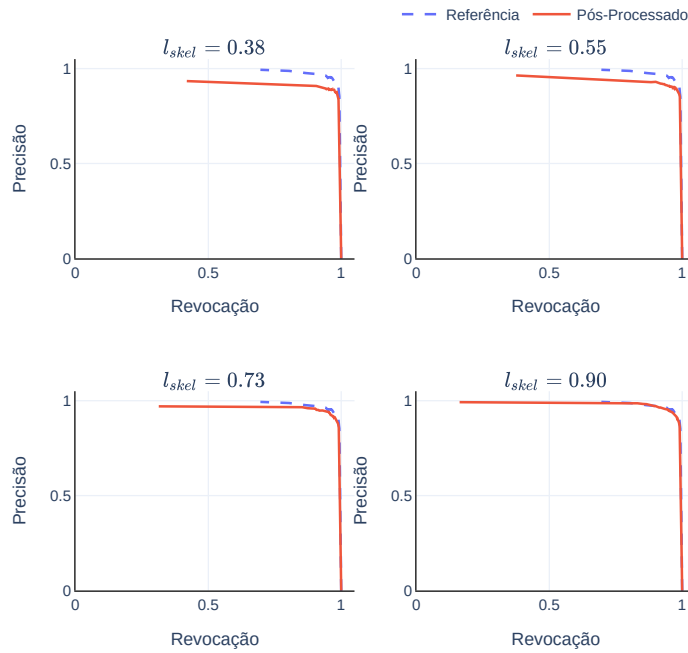 Referência Pós-Processado
l_skel = 0.38 l_skel = 0.55
1 1
Precisão Precisão
0.5 0.5
0 0
0 0.5 1 0 0.5 1
Revocação Revocação
l_skel = 0.73 l_skel = 0.90
1 1
Precisão Precisão
0.5 0.5
0 0
0 0.5 1 0 0.5 1
Revocação Revocação